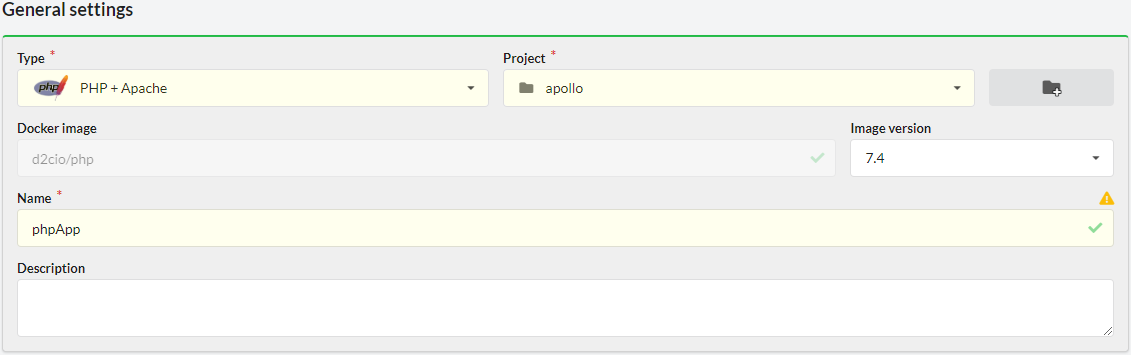 General settings
Type * Project *
php PHP + Apache apollo
Docker image Image version
d2cio/php 7.4
Name *
phpApp
Description